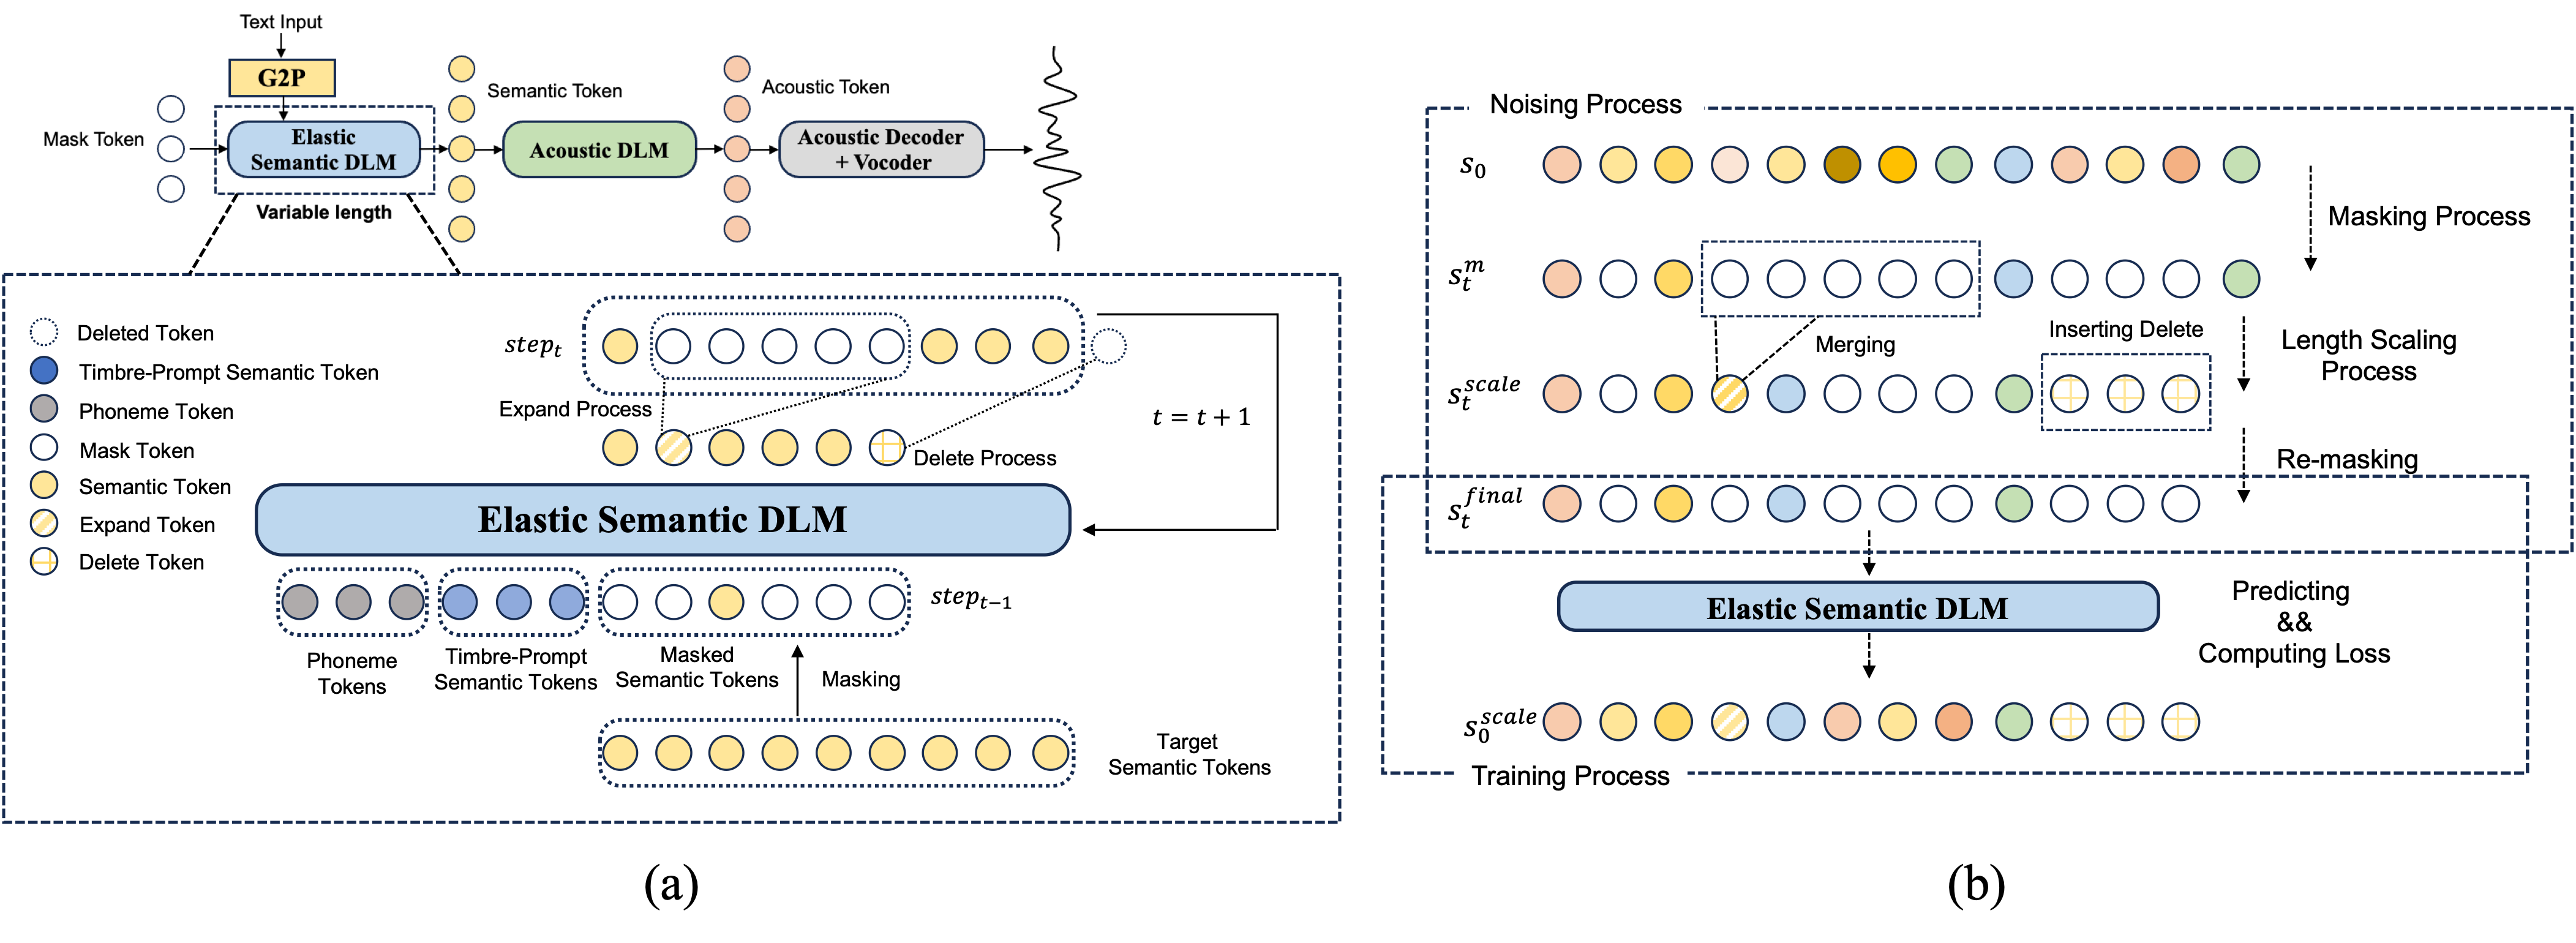 Text Input
G2P
Mask Token
Elastic
Semantic DLM
Variable length
Semantic Token
Acoustic DLM
Acoustic Token
Acoustic Decoder
+ Vocoder
Deleted Token
Timbre-Prompt Semantic Token
Phoneme Token
Mask Token
Semantic Token
Expand Token
Delete Token
step_t
Expand Process
Delete Process
t = t + 1
Elastic Semantic DLM
step_{t-1}
Phoneme
Tokens
Timbre-Prompt
Semantic Tokens
Masked
Semantic Tokens
Masking
Target
Semantic Tokens
(a)
Noising Process
s_0
Masking Process
s_t^m
Merging
Inserting Delete
Length Scaling
Process
s_t^{scale}
Re-masking
s_t^{final}
Elastic Semantic DLM
Predicting
&&
Computing Loss
s_0^{scale}
Training Process
(b)